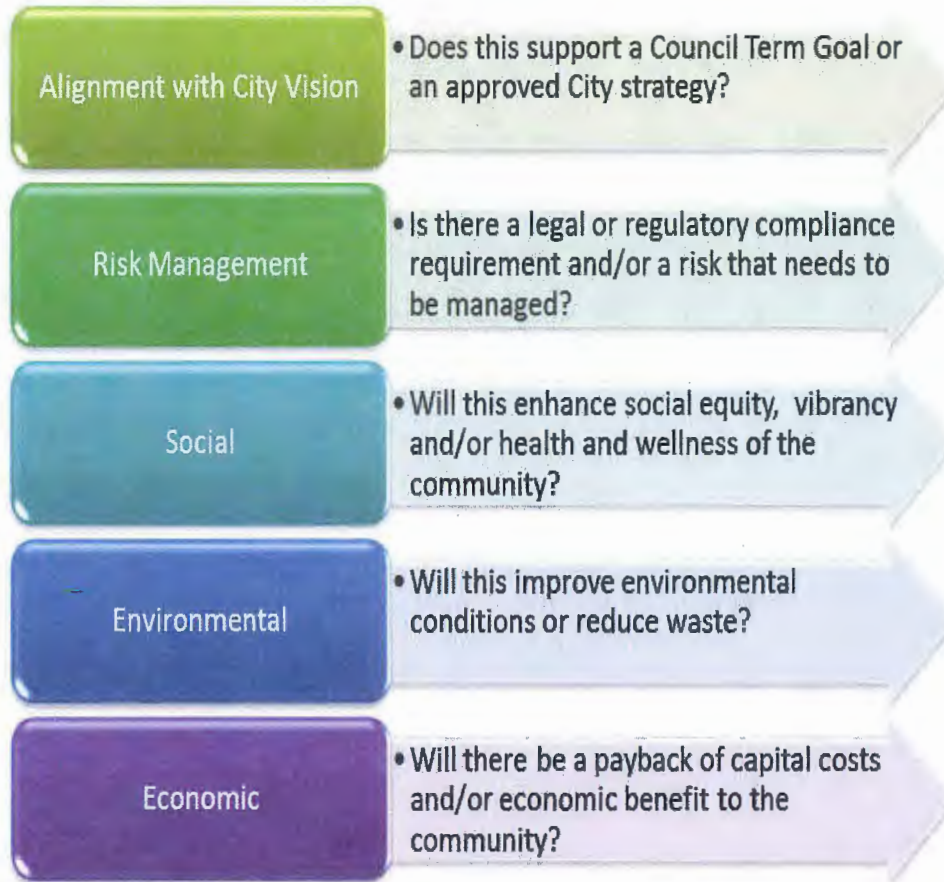 Alignment with City Vision
• Does this support a Council Term Goal or
an approved City strategy?
Risk Management
• Is there a legal or regulatory compliance
requirement and/or a risk that needs to
be managed?
Social
• Will this enhance social equity, vibrancy
and/or health and wellness of the
community?
Environmental
• Will this improve environmental
conditions or reduce waste?
Economic
• Will there be a payback of capital costs
and/or economic benefit to the
community?